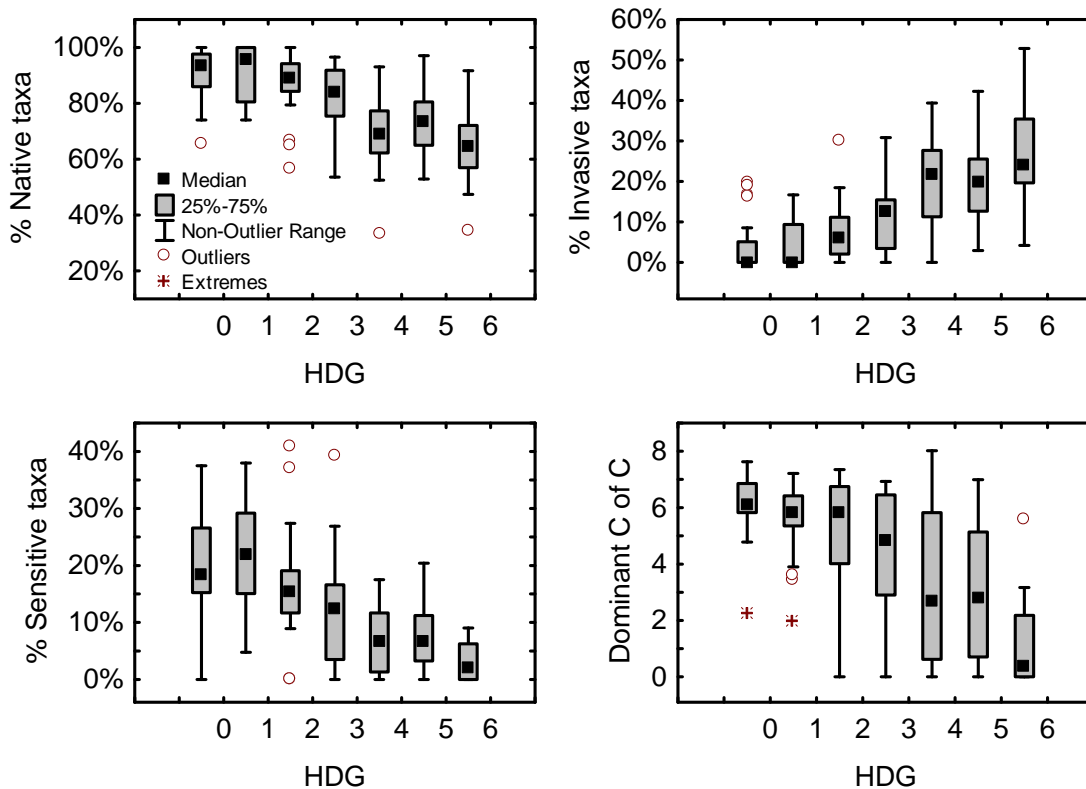 % Native taxa
100%
80%
60%
40%
20%
Median
25%-75%
Non-Outlier Range
Outliers
Extremes
0 1 2 3 4 5 6
HDG
% Invasive taxa
60%
50%
40%
30%
20%
10%
0%
0 1 2 3 4 5 6
HDG
% Sensitive taxa
40%
30%
20%
10%
0%
0 1 2 3 4 5 6
HDG
Dominant C of C
8
6
4
2
0
0 1 2 3 4 5 6
HDG